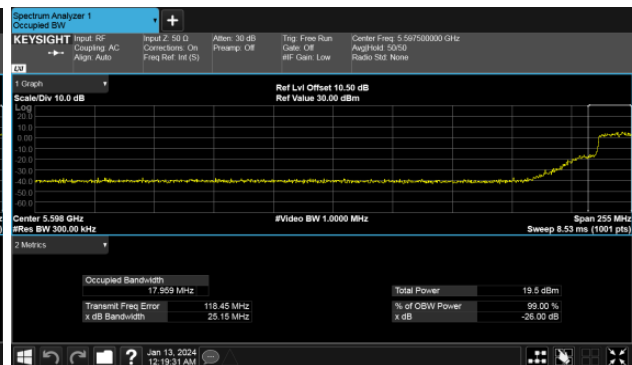 Spectrum Analyzer 1
Occupied BW
+
KEYSIGHT Input: RF Input Z: 50 Ω Atten: 30 dB Trig: Free Run Center Freq: 5.597500000 GHz
Coupling: AC Corrections: On Preamp: Off Gate: Off Avg|Hold: 50/50
Align: Auto Freq Ref: Int (S) #IF Gain: Low Radio Std: None
LXI
1 Graph
Ref Lvl Offset 10.50 dB
Scale/Div 10.0 dB Ref Value 30.00 dBm
Log
20.0
10.0
0.00
-10.0
-20.0
-30.0
-40.0
-50.0
-60.0
Center 5.598 GHz #Video BW 1.0000 MHz Span 255 MHz
#Res BW 300.00 kHz Sweep 8.53 ms (1001 pts)
2 Metrics
Occupied Bandwidth
17.959 MHz Total Power 19.5 dBm
Transmit Freq Error 118.45 MHz % of OBW Power 99.00 %
x dB Bandwidth 25.15 MHz x dB -26.00 dB
? Jan 13, 2024
12:19:31 AM